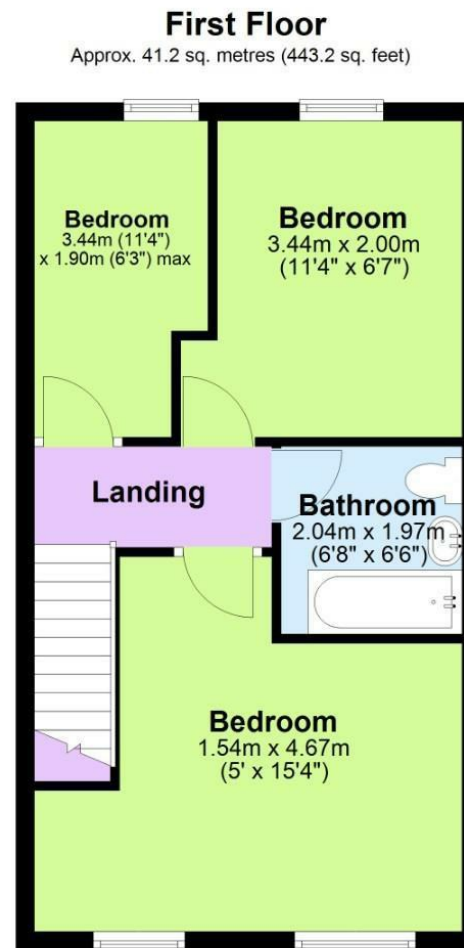 First Floor
Approx. 41.2 sq. metres (443.2 sq. feet)
Bedroom
3.44m (11'4")
x 1.90m (6'3") max
Bedroom
3.44m x 2.00m
(11'4" x 6'7")
Landing
Bathroom
2.04m x 1.97m
(6'8" x 6'6")
Bedroom
1.54m x 4.67m
(5' x 15'4")